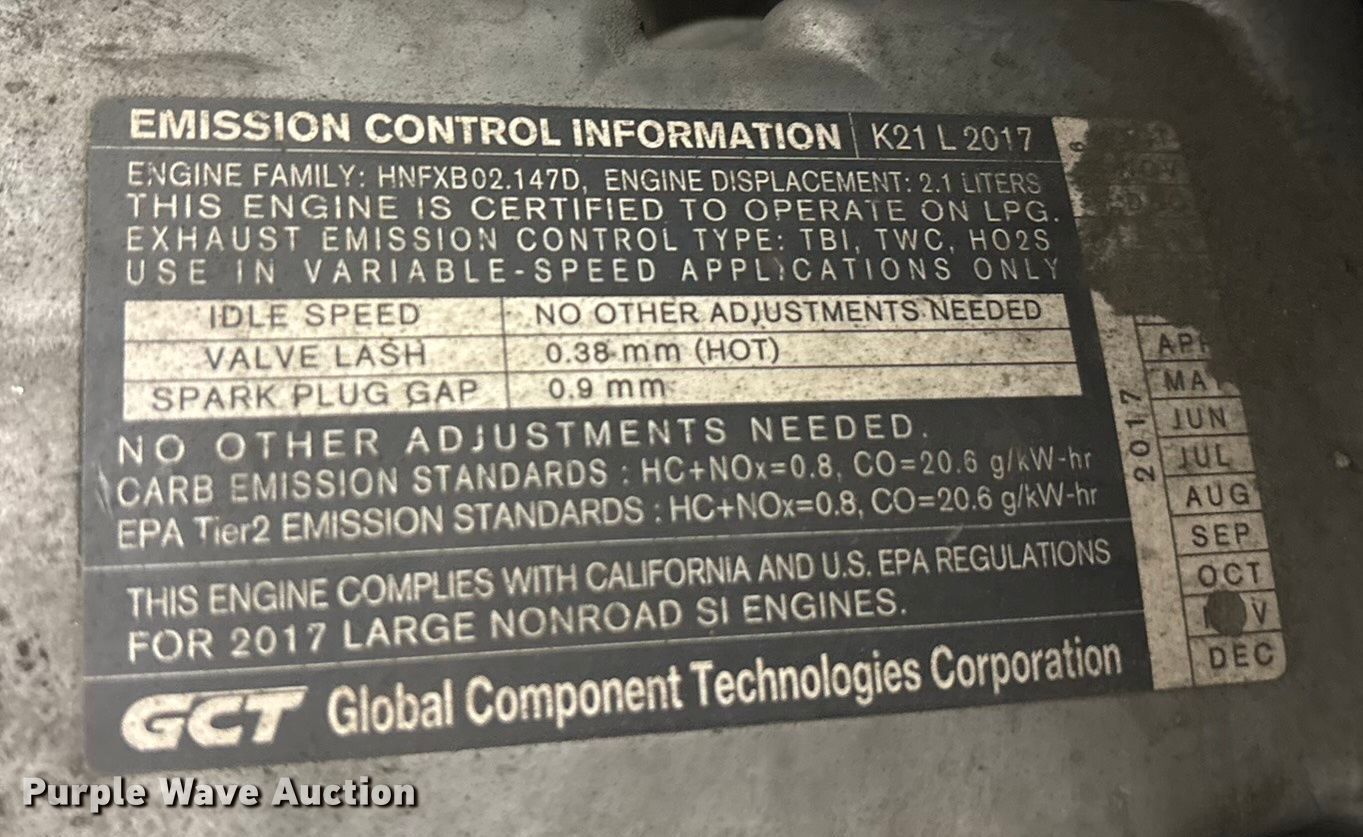 EMISSION CONTROL INFORMATION K21 L 2017
ENGINE FAMILY: HNFXB02.147D, ENGINE DISPLACEMENT: 2.1 LITERS
THIS ENGINE IS CERTIFIED TO OPERATE ON LPG.
EXHAUST EMISSION CONTROL TYPE: TBI, TWC, HO2S
USE IN VARIABLE-SPEED APPLICATIONS ONLY
IDLE SPEED NO OTHER ADJUSTMENTS NEEDED
VALVE LASH 0.38 mm (HOT)
SPARK PLUG GAP 0.9 mm
NO OTHER ADJUSTMENTS NEEDED.
CARB EMISSION STANDARDS : HC+NOx=0.8, CO=20.6 g/kW-hr
EPA Tier2 EMISSION STANDARDS : HC+NOx=0.8, CO=20.6 g/kW-hr
THIS ENGINE COMPLIES WITH CALIFORNIA AND U.S. EPA REGULATIONS
FOR 2017 LARGE NONROAD SI ENGINES.
GCT Global Component Technologies Corporation
2017
JUN
JUL
AUG
SEP
OCT
DEC
Purple Wave Auction